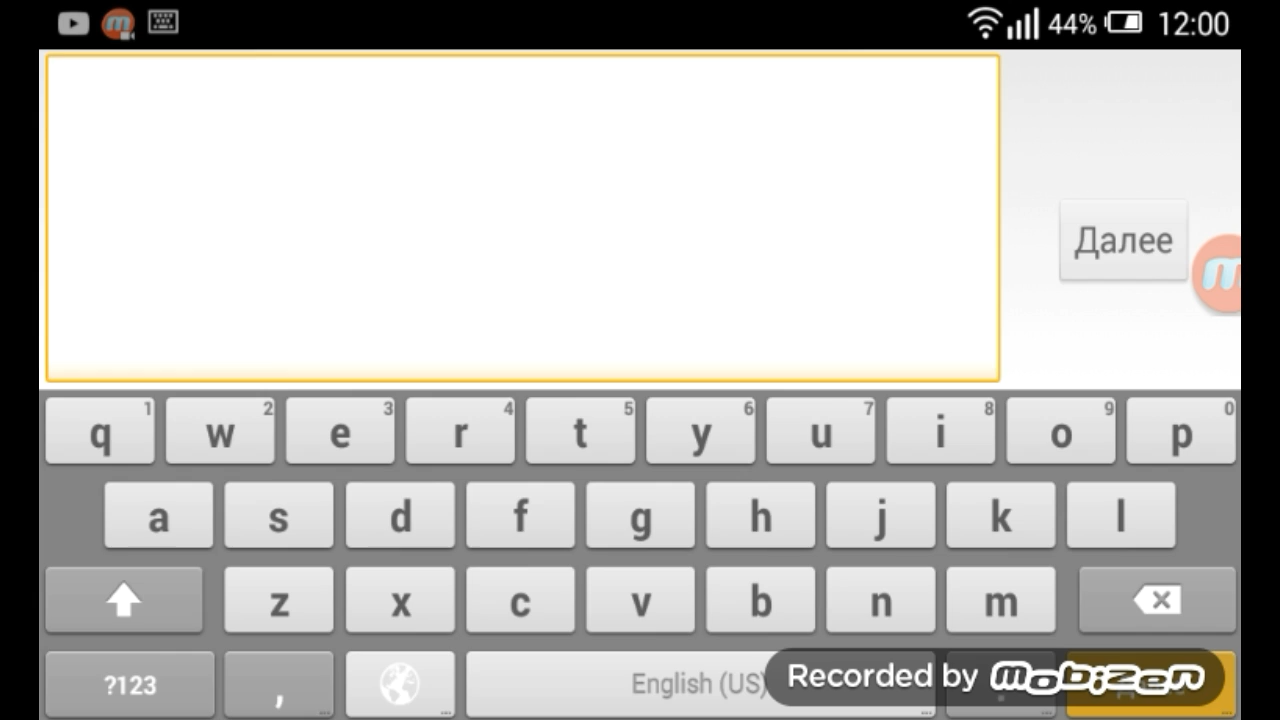 44% 12:00
Далее
q 1 w 2 e 3 r 4 t 5 y 6 u 7 i 8 o 9 p 0
a s d f g h j k l
z x c v b n m
?123 , English (US)
Recorded by mobizen